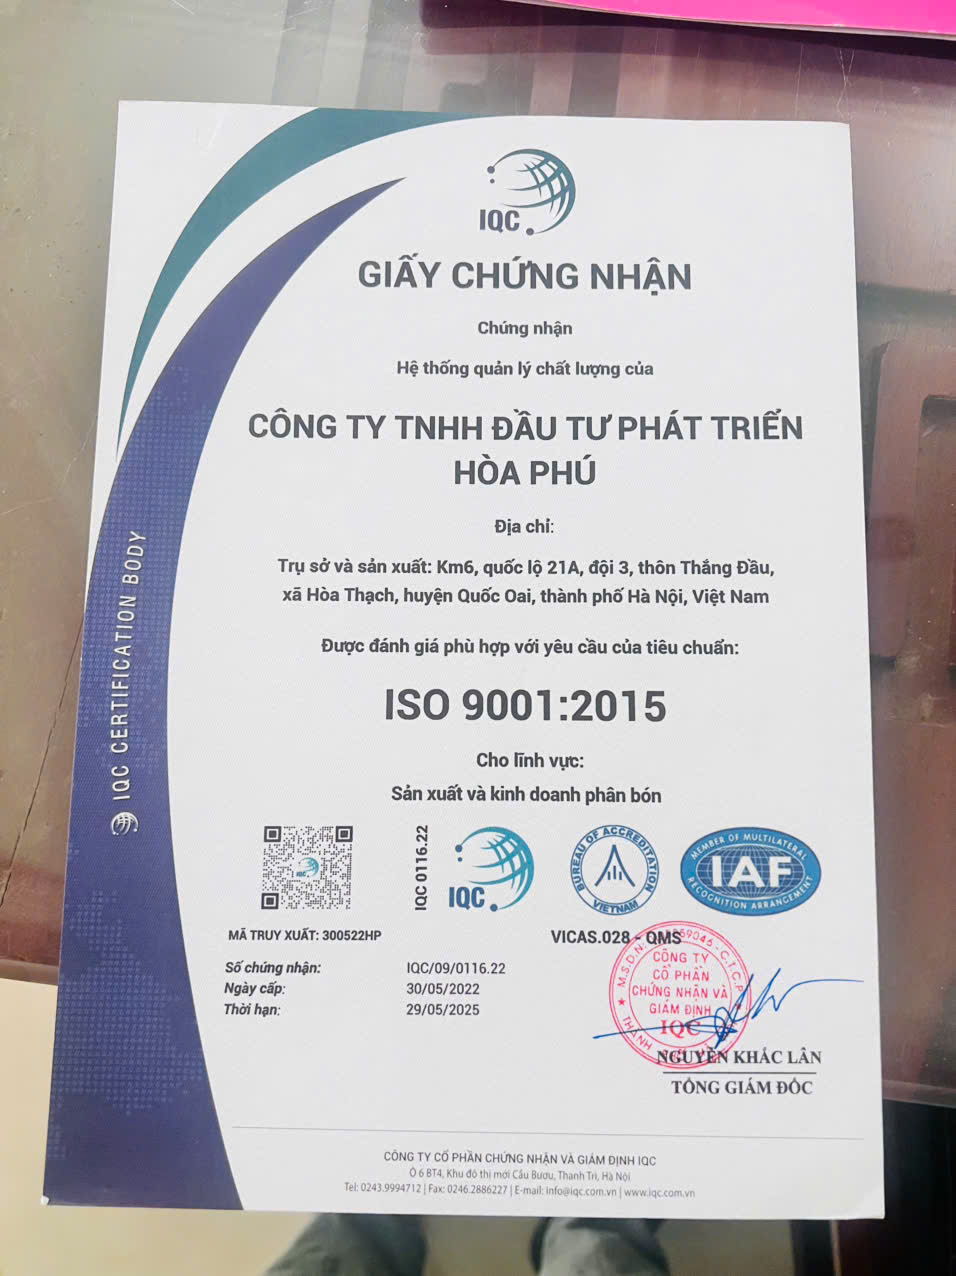 IQC
GIẤY CHỨNG NHẬN
Chứng nhận
Hệ thống quản lý chất lượng của
CÔNG TY TNHH ĐẦU TƯ PHÁT TRIỂN
HÒA PHÚ
Địa chỉ:
Trụ sở và sản xuất: Km6, quốc lộ 21A, đội 3, thôn Thắng Đầu,
xã Hòa Thạch, huyện Quốc Oai, thành phố Hà Nội, Việt Nam
Được đánh giá phù hợp với yêu cầu của tiêu chuẩn:
ISO 9001:2015
Cho lĩnh vực:
Sản xuất và kinh doanh phân bón
IQC CERTIFICATION BODY
IQC
IQC 0116.22
IQC
BUREAU OF ACCREDITATION
VIETNAM
MEMBER OF MULTILATERAL
IAF
RECOGNITION ARRANGEMENT
MÃ TRUY XUẤT: 300522HP
VICAS.028 - QMS
Số chứng nhận: IQC/09/0116.22
Ngày cấp: 30/05/2022
Thời hạn: 29/05/2025
M.S.D.N: 59046 - C.T.C.P
CÔNG TY
CỔ PHẦN
CHỨNG NHẬN VÀ
GIÁM ĐỊNH
IQC
THÀNH
NGUYỄN KHẮC LÂN
TỔNG GIÁM ĐỐC
CÔNG TY CỔ PHẦN CHỨNG NHẬN VÀ GIÁM ĐỊNH IQC
Ô 6 BT4, Khu đô thị mới Cầu Bươu, Thanh Trì, Hà Nội
Tel: 0243.9994712 | Fax: 0246.2886227 | E-mail: info@iqc.com.vn | www.iqc.com.vn